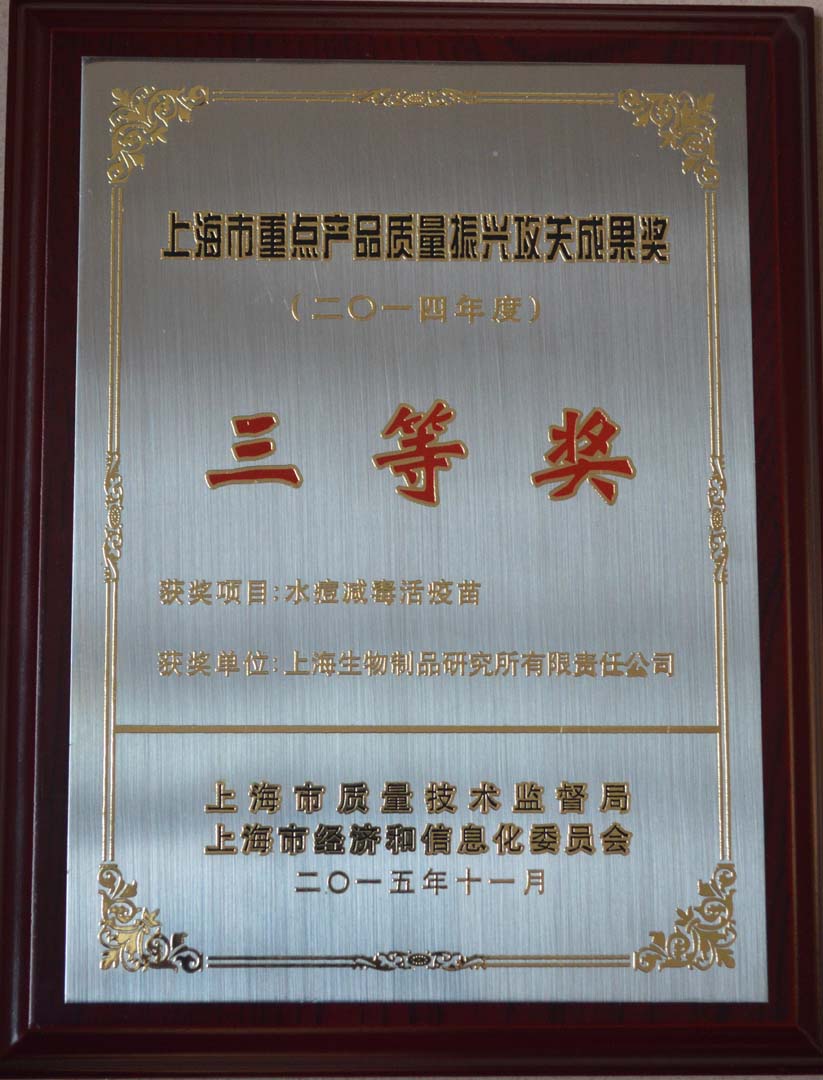 上海市重点产品质量振兴攻关成果奖
(二〇一四年度)
三等奖
获奖项目:水痘减毒活疫苗
获奖单位:上海生物制品研究所有限责任公司
上海市质量技术监督局
上海市经济和信息化委员会
二〇一五年十一月